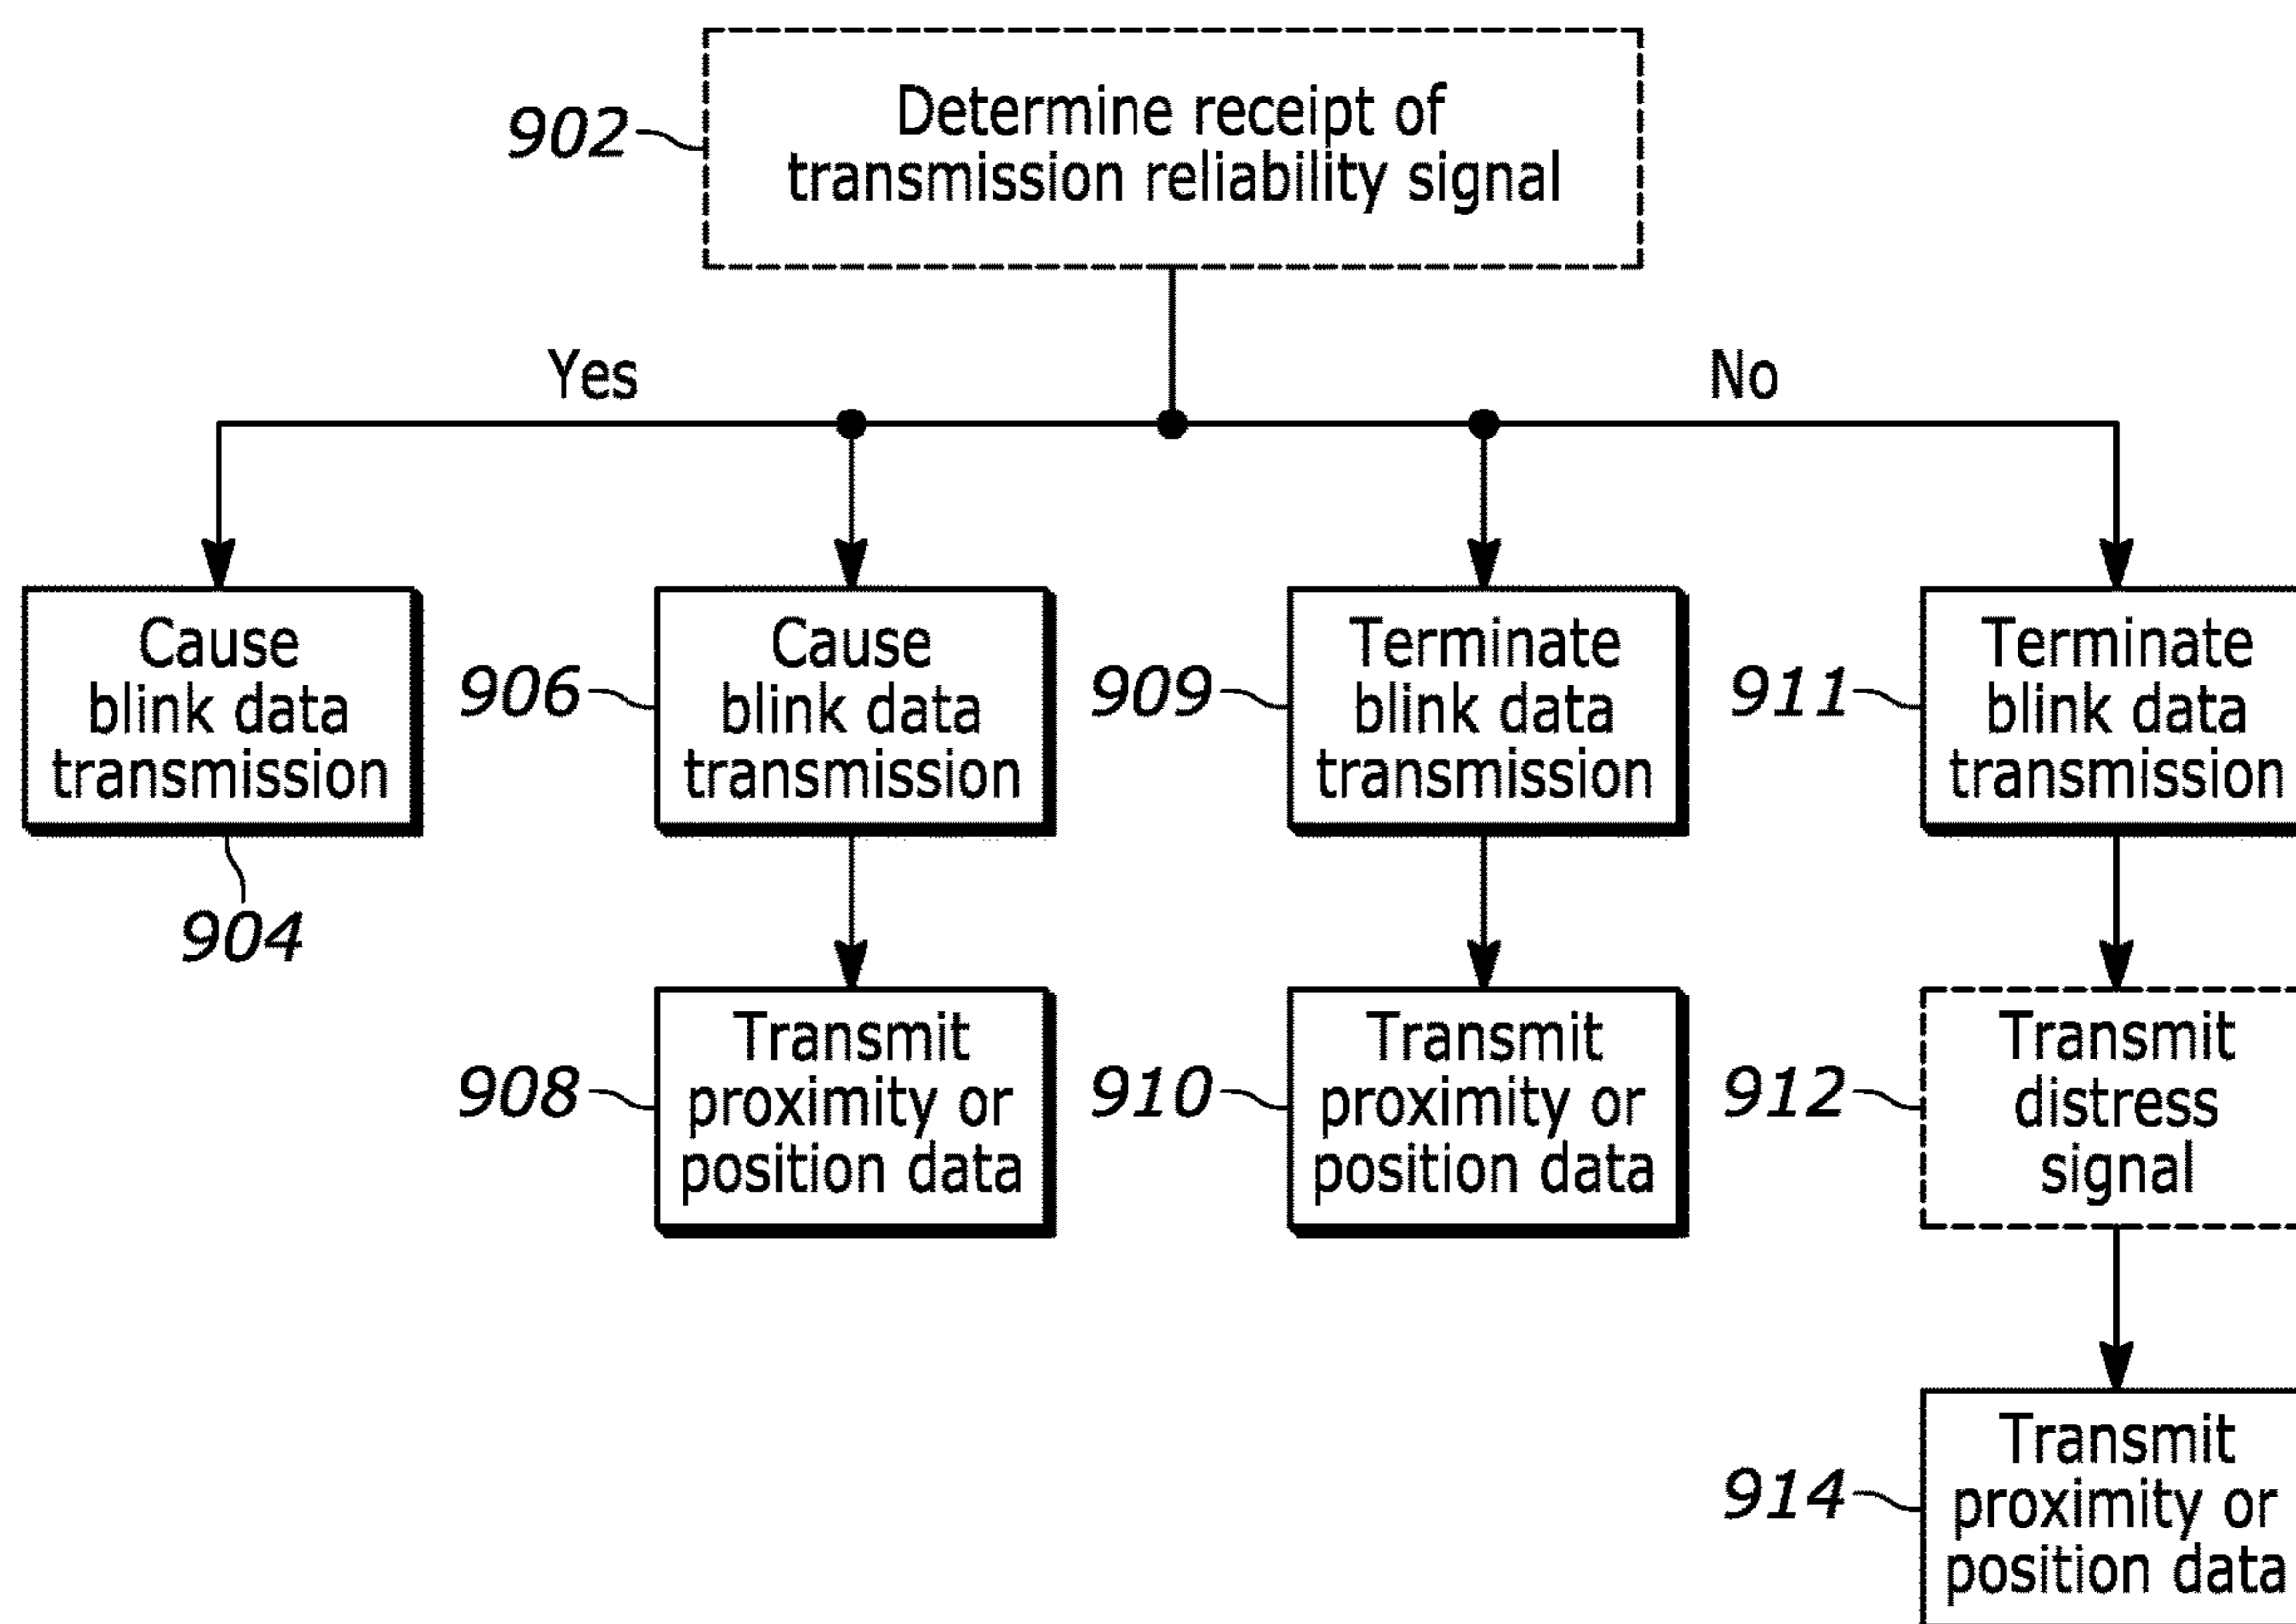 902
Determine receipt of
transmission reliability signal
Yes
No
Cause
blink data
transmission
904
906
Cause
blink data
transmission
909
Terminate
blink data
transmission
911
Terminate
blink data
transmission
908
Transmit
proximity or
position data
910
Transmit
proximity or
position data
912
Transmit
distress
signal
914
Transmit
proximity or
position data